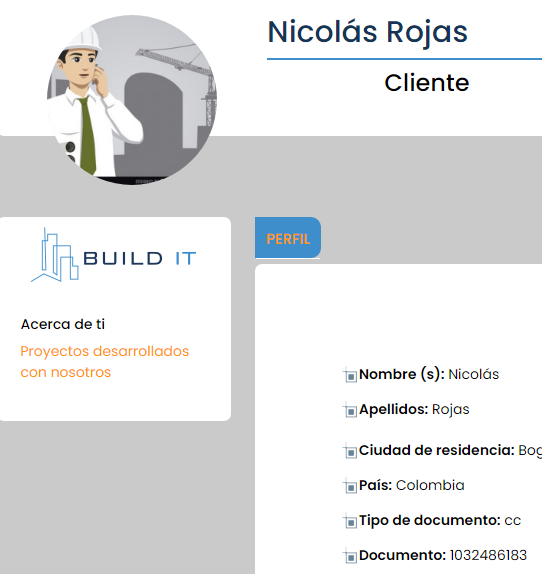 Nicolás Rojas
Cliente
BUILD IT
PERFIL
Acerca de ti
Proyectos desarrollados
con nosotros
Nombre (s): Nicolás
Apellidos: Rojas
Ciudad de residencia:
País: Colombia
Tipo de documento: cc
Documento: 1032486183